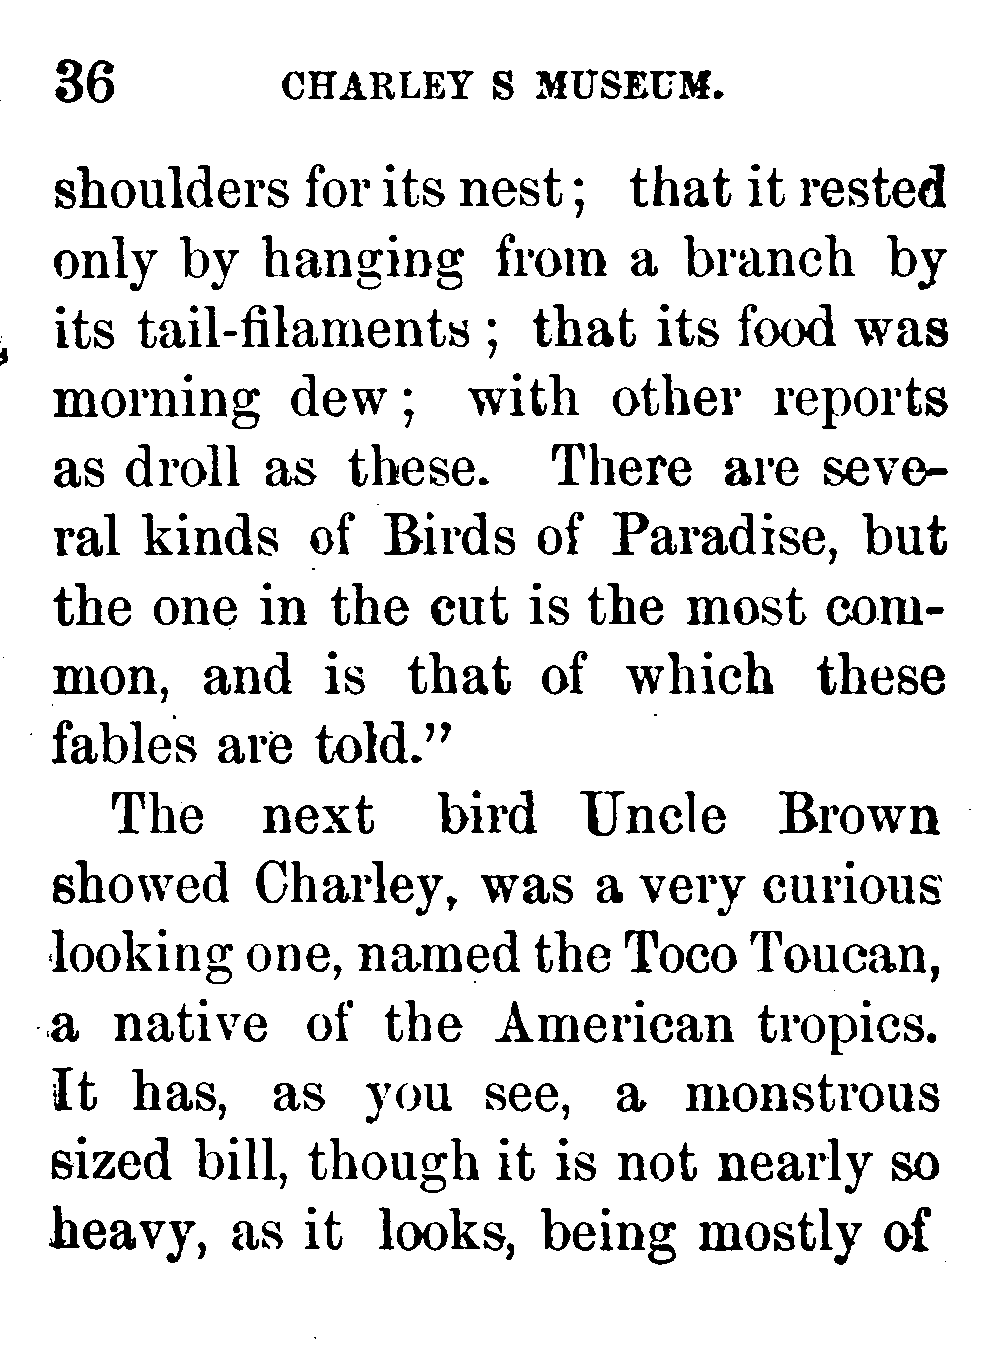 36 CHARLEY S MUSEUM.
shoulders for its nest; that it rested
only by hanging from a branch by
its tail-filaments; that its food was
morning dew; with other reports
as droll as these. There are seve-
ral kinds of Birds of Paradise, but
the one in the cut is the most com-
mon, and is that of which these
fables are told.”
The next bird Uncle Brown
showed Charley, was a very curious
looking one, named the Toco Toucan,
a native of the American tropics.
It has, as you see, a monstrous
sized bill, though it is not nearly so
heavy, as it looks, being mostly of